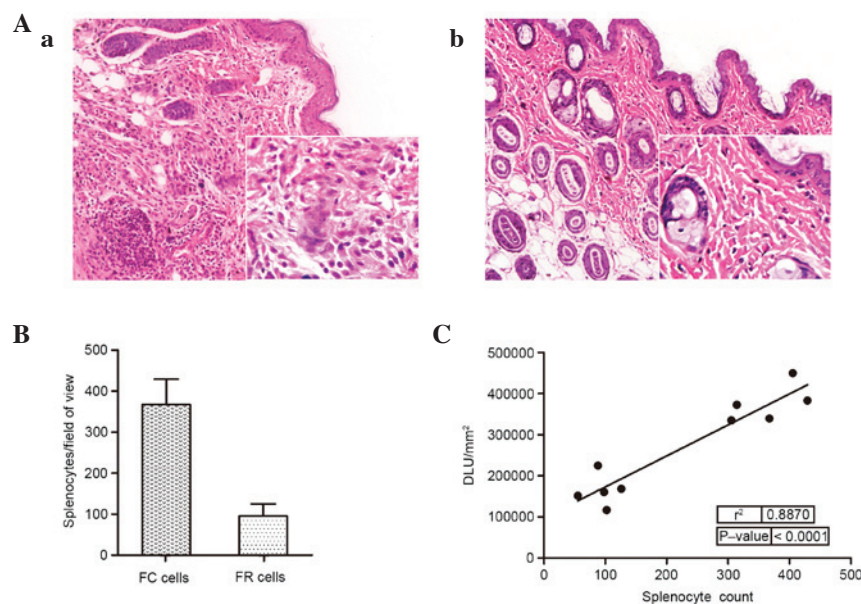 A
a
b
B
Splenocytes/field of view
500
400
300
200
100
0
FC cells
FR cells
C
DLU/mm²
500000
400000
300000
200000
100000
0
0
100
200
300
400
500
r² 0.8870
P–value < 0.0001
Splenocyte count